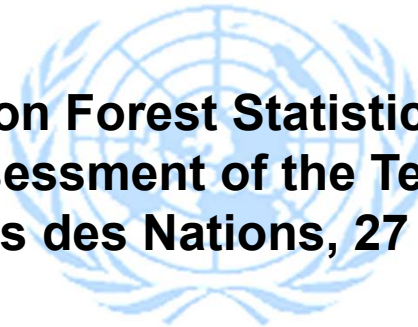 on Forest Statistic
essment of the Te
s des Nations, 27